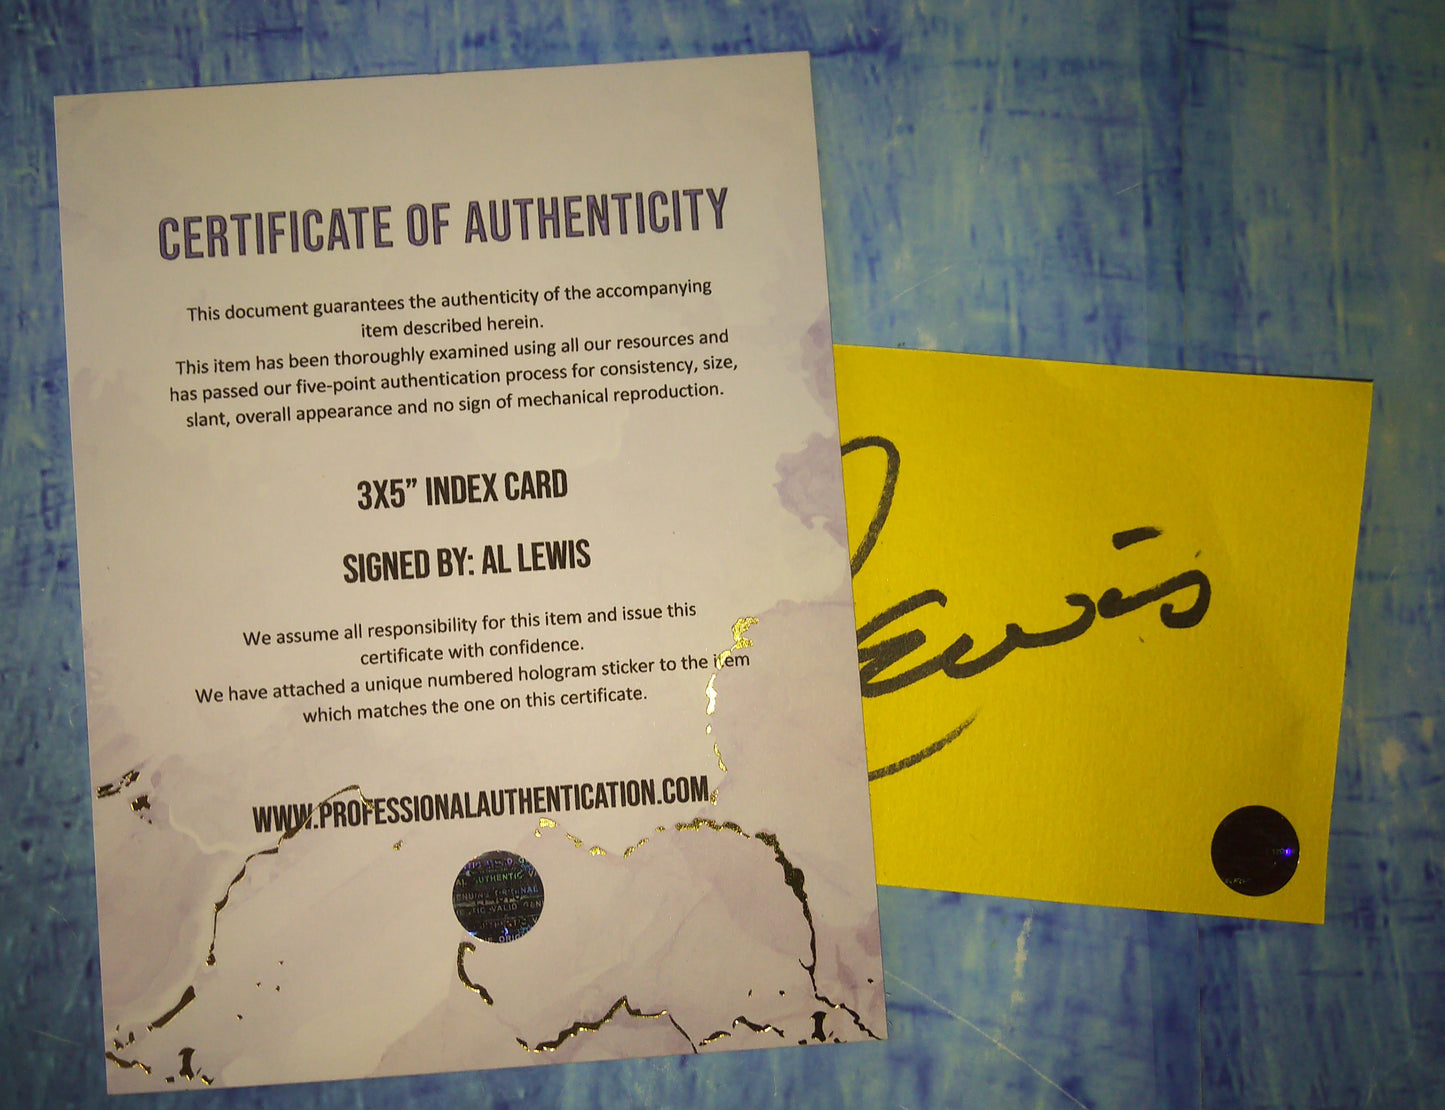 CERTIFICATE OF AUTHENTICITY
This document guarantees the authenticity of the accompanying
item described herein.
This item has been thoroughly examined using all our resources and
has passed our five-point authentication process for consistency, size,
slant, overall appearance and no sign of mechanical reproduction.
3X5” INDEX CARD
SIGNED BY: AL LEWIS
We assume all responsibility for this item and issue this
certificate with confidence.
We have attached a unique numbered hologram sticker to the item
which matches the one on this certificate.
WWW.PROFESSIONALAUTHENTICATION.COM
AUTHENTIC
VALID
Lewis